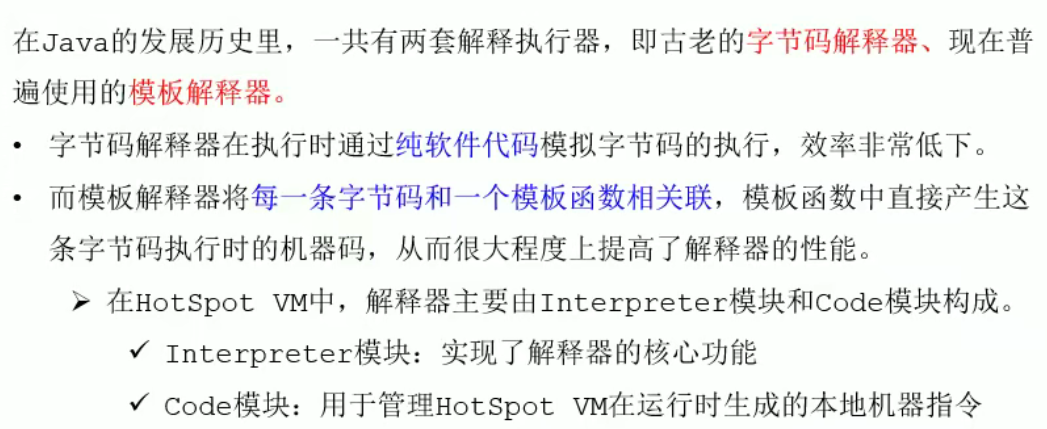 在Java的发展历史里，一共有两套解释执行器，即古老的字节码解释器、现在普
遍使用的模板解释器。
• 字节码解释器在执行时通过纯软件代码模拟字节码的执行，效率非常低下。
• 而模板解释器将每一条字节码和一个模板函数相关联，模板函数中直接产生这
条字节码执行时的机器码，从而很大程度上提高了解释器的性能。
➢ 在HotSpot VM中，解释器主要由Interpreter模块和Code模块构成。
✓ Interpreter模块：实现了解释器的核心功能
✓ Code模块：用于管理HotSpot VM在运行时生成的本地机器指令